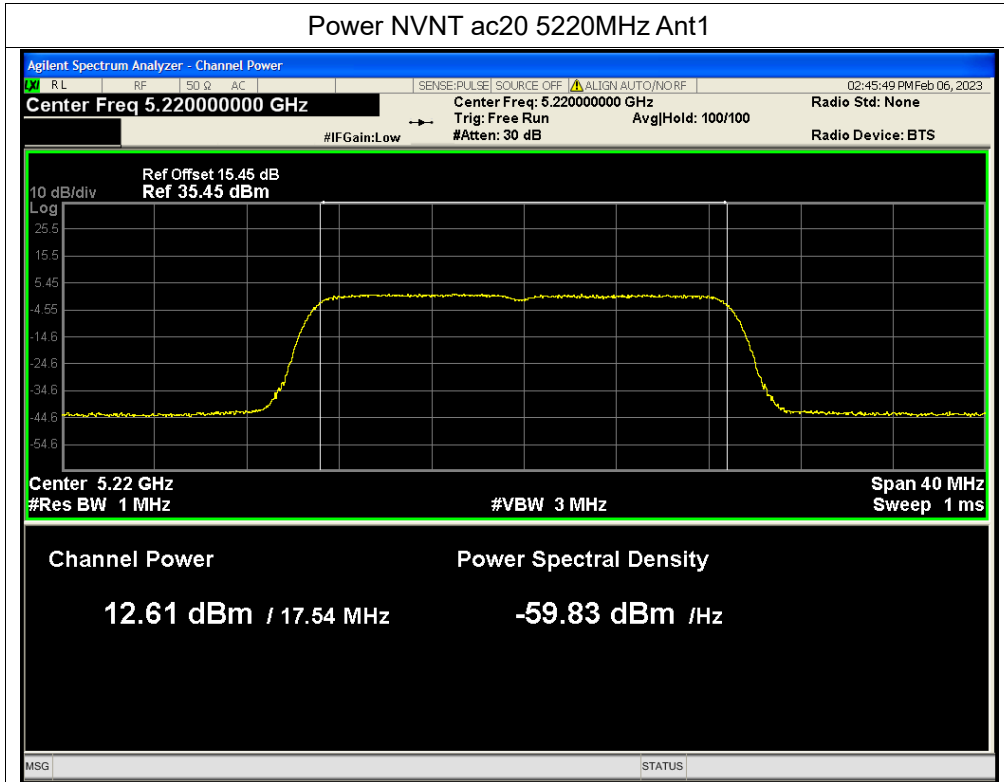 Power NVNT ac20 5220MHz Ant1
Agilent Spectrum Analyzer - Channel Power
LXI RL RF 50 Ω AC SENSE:PULSE SOURCE OFF ALIGN AUTO/NO RF 02:45:49 PM Feb 06, 2023
Center Freq 5.220000000 GHz Center Freq: 5.220000000 GHz Radio Std: None
Trig: Free Run Avg|Hold: 100/100
#IFGain:Low #Atten: 30 dB Radio Device: BTS
Ref Offset 15.45 dB
10 dB/div Ref 35.45 dBm
Log
25.5
15.5
5.45
-4.55
-14.6
-24.6
-34.6
-44.6
-54.6
Center 5.22 GHz Span 40 MHz
#Res BW 1 MHz #VBW 3 MHz Sweep 1 ms
Channel Power Power Spectral Density
12.61 dBm / 17.54 MHz -59.83 dBm /Hz
MSG STATUS